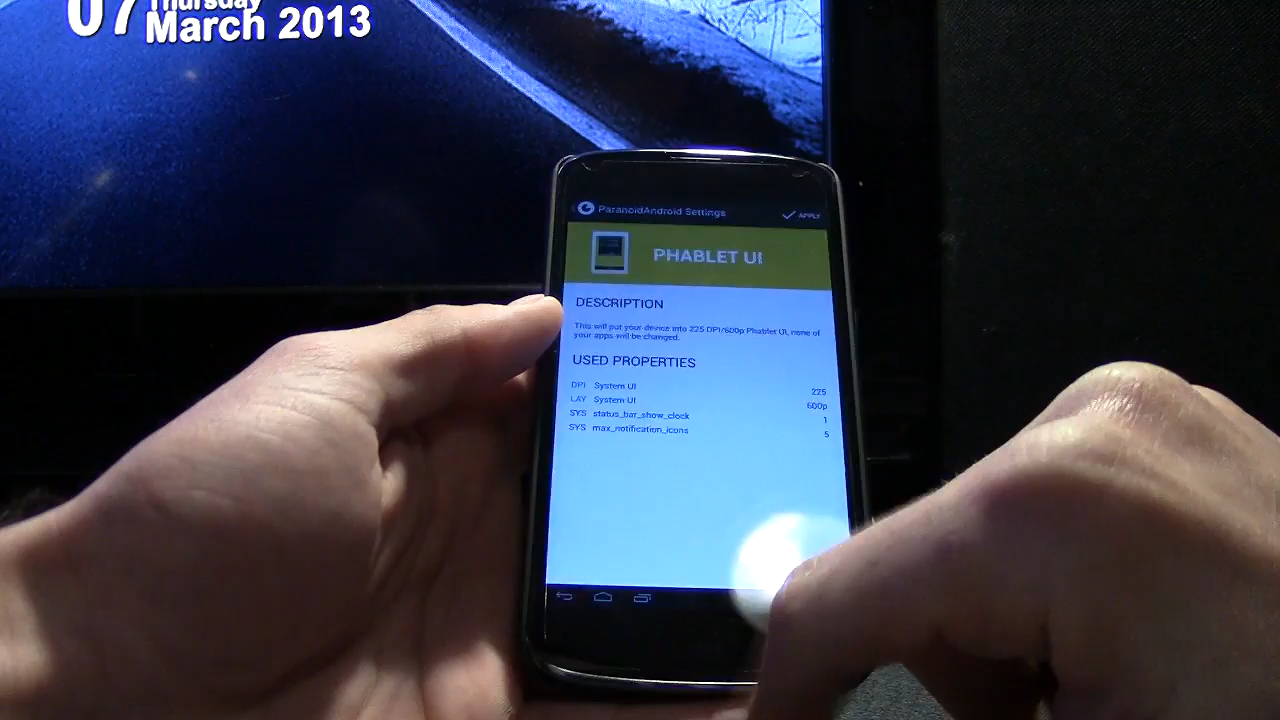 07 Thursday
March 2013
ParanoidAndroid Settings APPLY
PHABLET UI
DESCRIPTION
This will put your device into 225 DPI/600p Phablet UI, none of
your apps will be changed.
USED PROPERTIES
DPI System UI 225
LAY System UI 600p
SYS status_bar_show_clock 1
SYS max_notification_icons 5